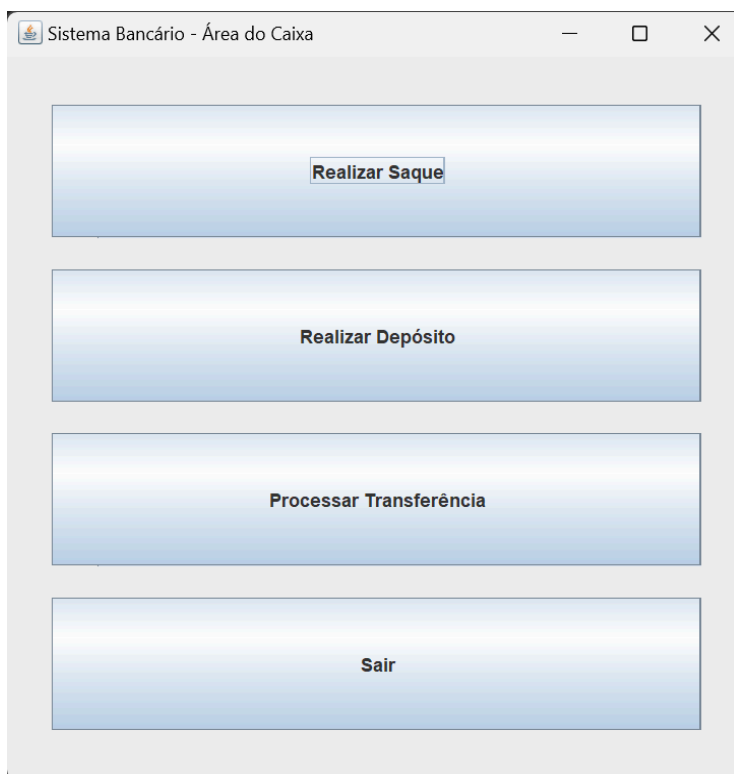 Sistema Bancário - Área do Caixa
Realizar Saque
Realizar Depósito
Processar Transferência
Sair